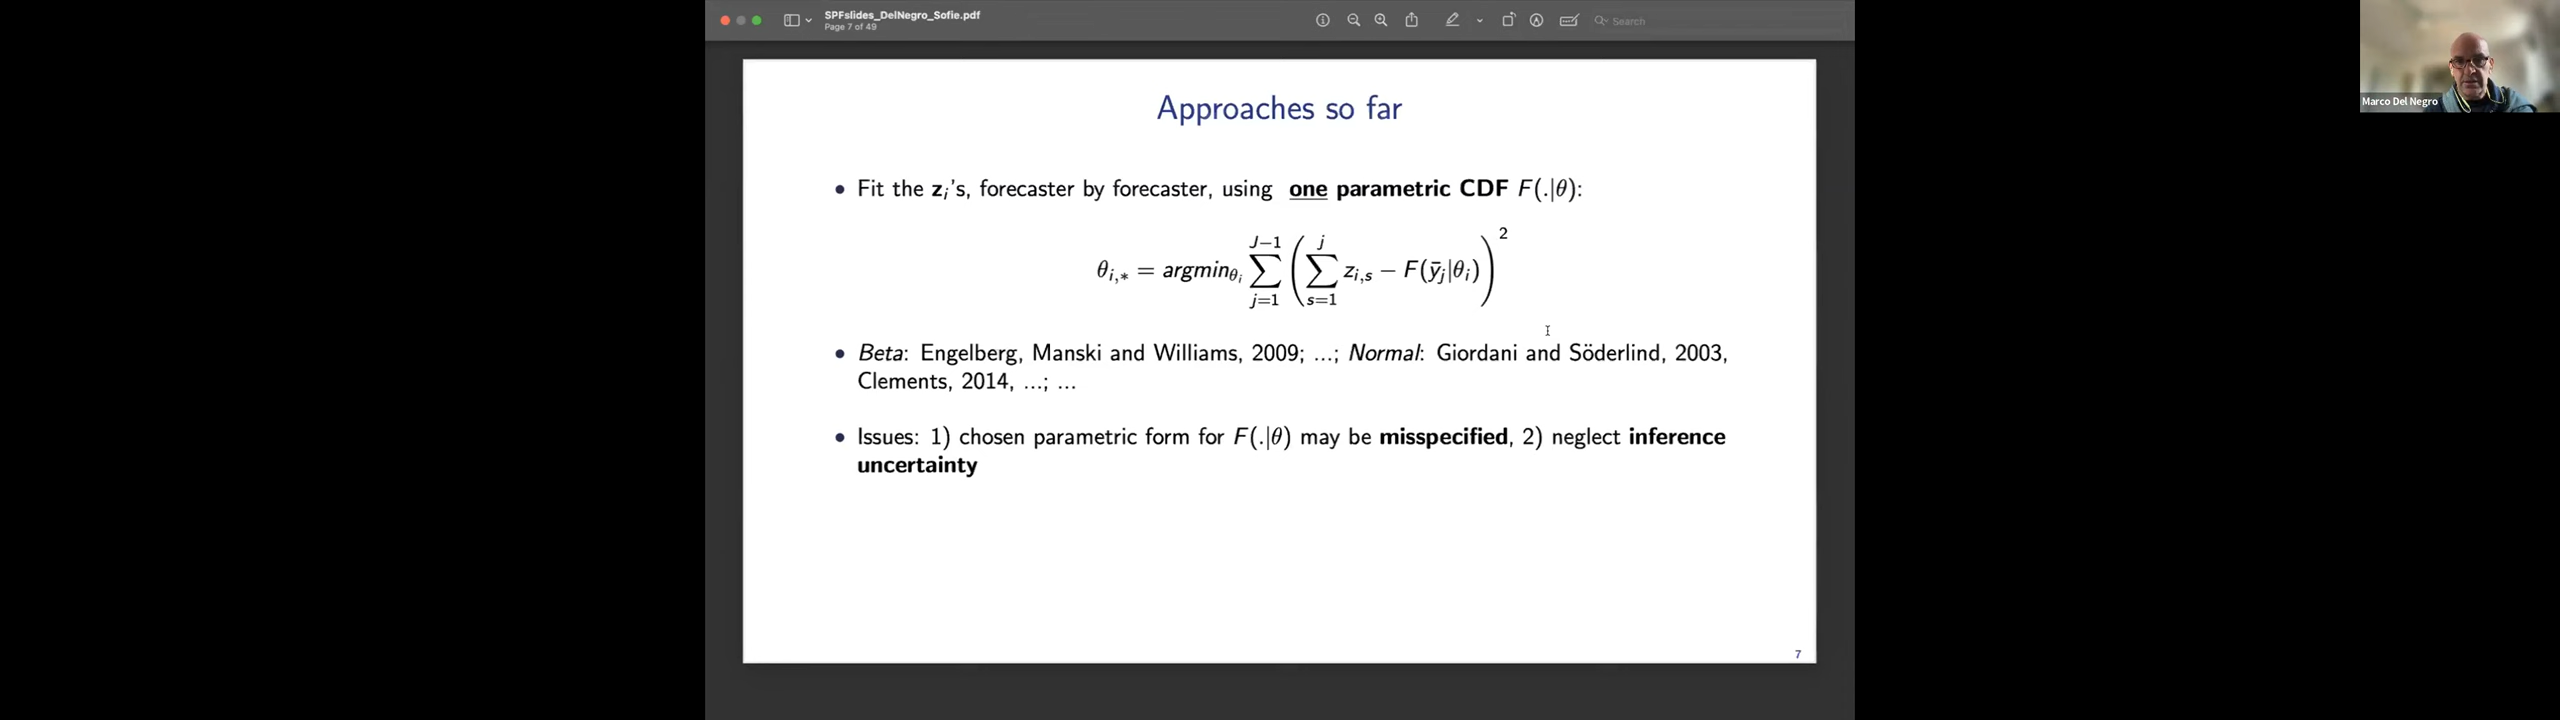 SPFslides_DelNegro_Sofie.pdf
Page 7 of 49
Search
Marco Del Negro
Approaches so far
• Fit the z_i's, forecaster by forecaster, using one parametric CDF F(.|θ):
θ_{i,*} = argmin_{θ_i} ∑_{j=1}^{J−1} ( ∑_{s=1}^{j} z_{i,s} − F(ȳ_j|θ_i) )^2
• Beta: Engelberg, Manski and Williams, 2009; ...; Normal: Giordani and Söderlind, 2003,
Clements, 2014, ...; ...
• Issues: 1) chosen parametric form for F(.|θ) may be misspecified, 2) neglect inference
uncertainty
7